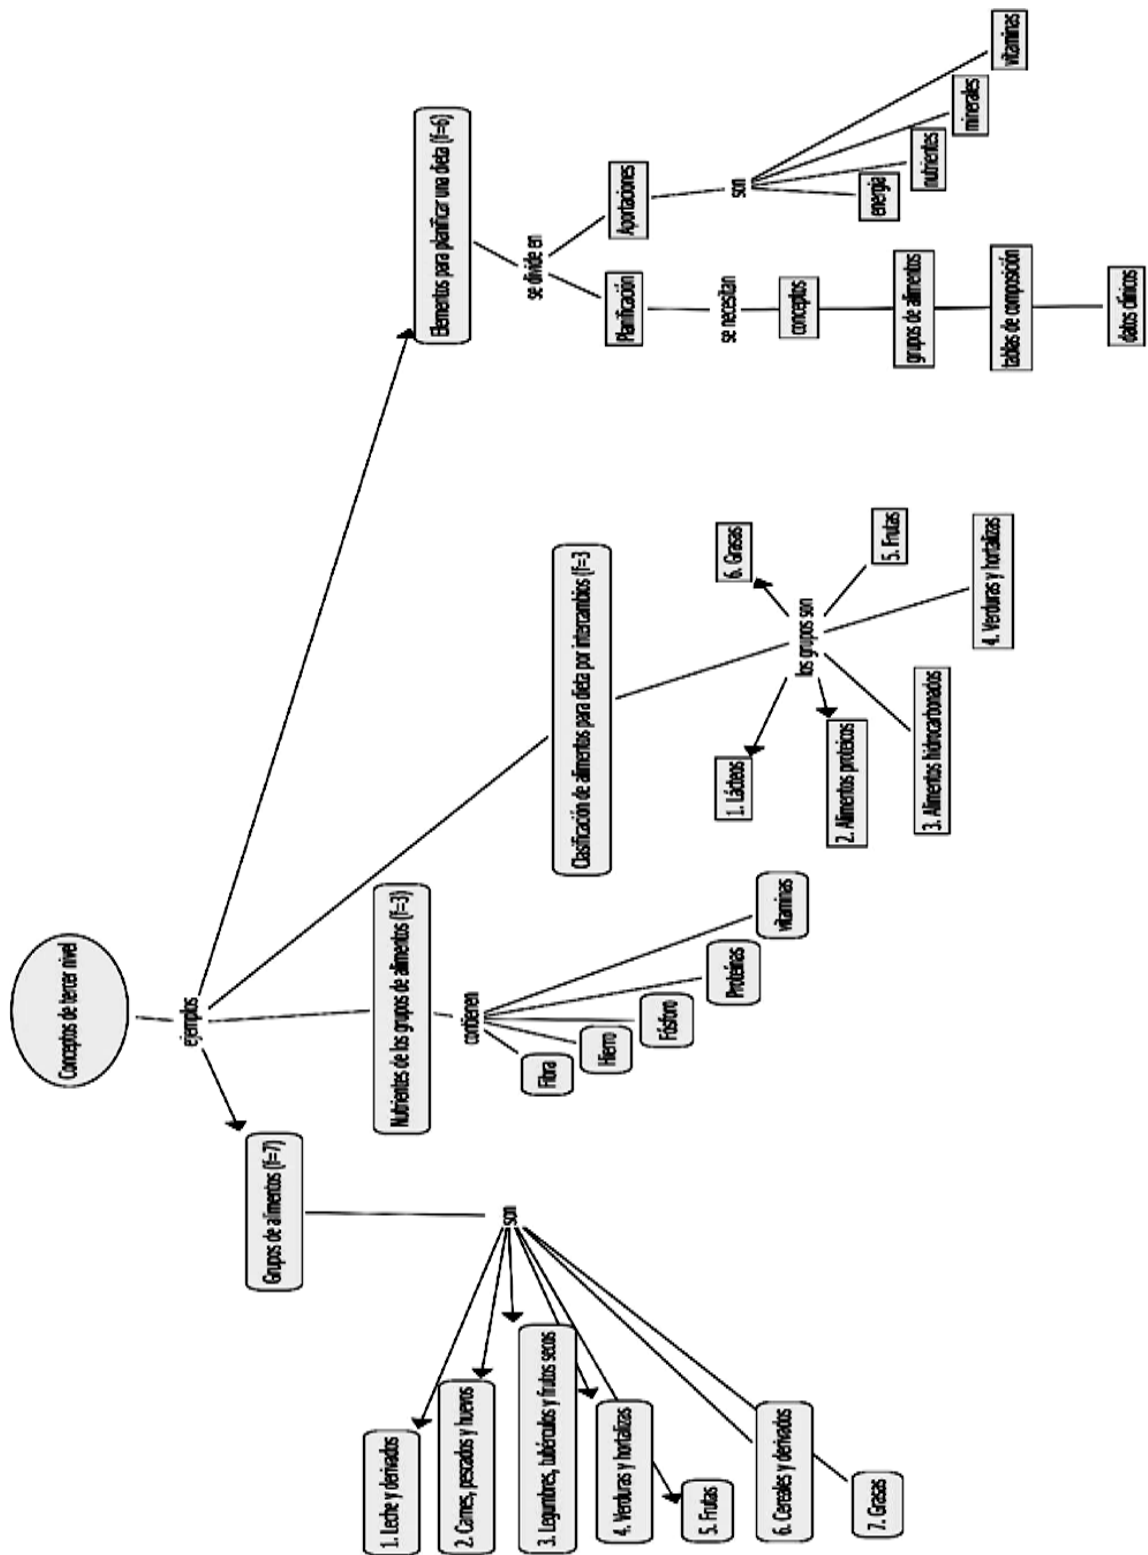 Conceptos de tercer nivel
ejemplos
Grupos de alimentos (f=7)
son
1. Leche y derivados
2. Carnes, pescados y huevos
3. Legumbres, tubérculos y frutos secos
4. Verduras y hortalizas
5. Frutas
6. Cereales y derivados
7. Grasas
Nutrientes de los grupos de alimentos (f=3)
contienen
Fibra
Hierro
Fósforo
Proteínas
vitaminas
Clasificación de alimentos para dieta por intercambios (f=3
los grupos son
1. Lácteos
2. Alimentos proteicos
3. Alimentos hidrocarbonados
4. Verduras y hortalizas
5. Frutas
6. Grasas
Elementos para planificar una dieta (f=6)
se divide en
Planificación
se necesitan
conceptos
grupos de alimentos
tablas de composición
datos clínicos
Aportaciones
son
energia
nutrientes
minerales
vitaminas